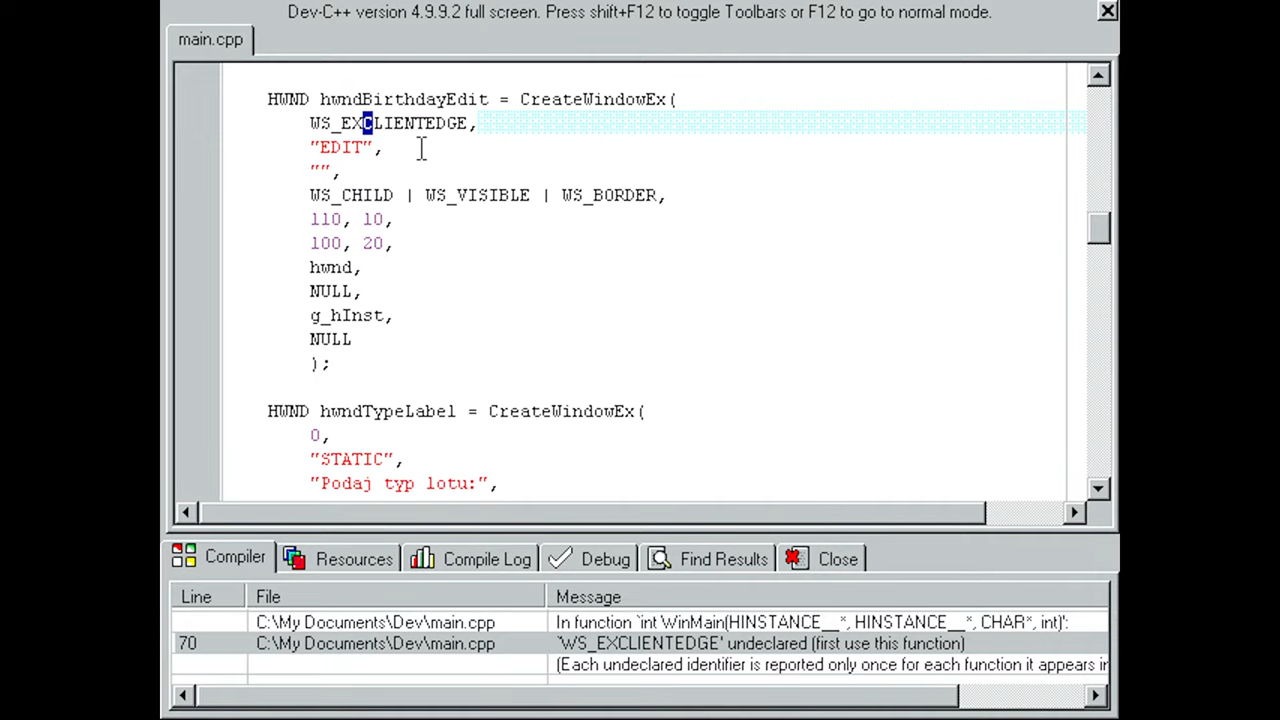 Dev-C++ version 4.9.9.2 full screen. Press shift+F12 to toggle Toolbars or F12 to go to normal mode.
main.cpp
HWND hwndBirthdayEdit = CreateWindowEx(
WS_EXCLIENTEDGE,
"EDIT",
"",
WS_CHILD | WS_VISIBLE | WS_BORDER,
110, 10,
100, 20,
hwnd,
NULL,
g_hInst,
NULL
);
HWND hwndTypeLabel = CreateWindowEx(
0,
"STATIC",
"Podaj typ lotu:",
Compiler Resources Compile Log Debug Find Results Close
Line File Message
C:\My Documents\Dev\main.cpp In function `int WinMain(HINSTANCE__*, HINSTANCE__*, CHAR*, int)':
70 C:\My Documents\Dev\main.cpp `WS_EXCLIENTEDGE' undeclared (first use this function)
(Each undeclared identifier is reported only once for each function it appears in